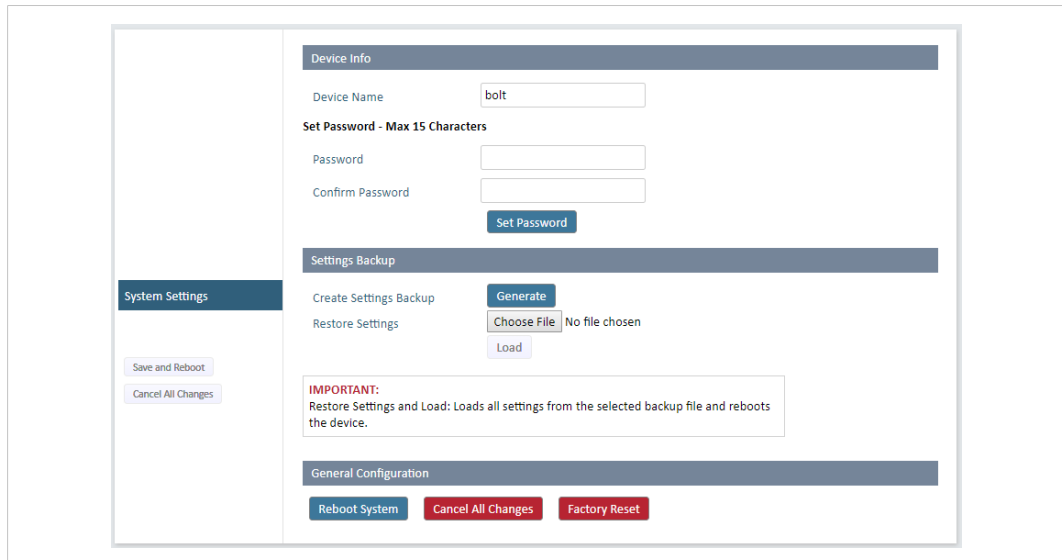 Device Info
Device Name bolt
Set Password - Max 15 Characters
Password
Confirm Password
Set Password
Settings Backup
System Settings
Create Settings Backup Generate
Restore Settings Choose File No file chosen
Load
Save and Reboot
Cancel All Changes
IMPORTANT:
Restore Settings and Load: Loads all settings from the selected backup file and reboots
the device.
General Configuration
Reboot System Cancel All Changes Factory Reset